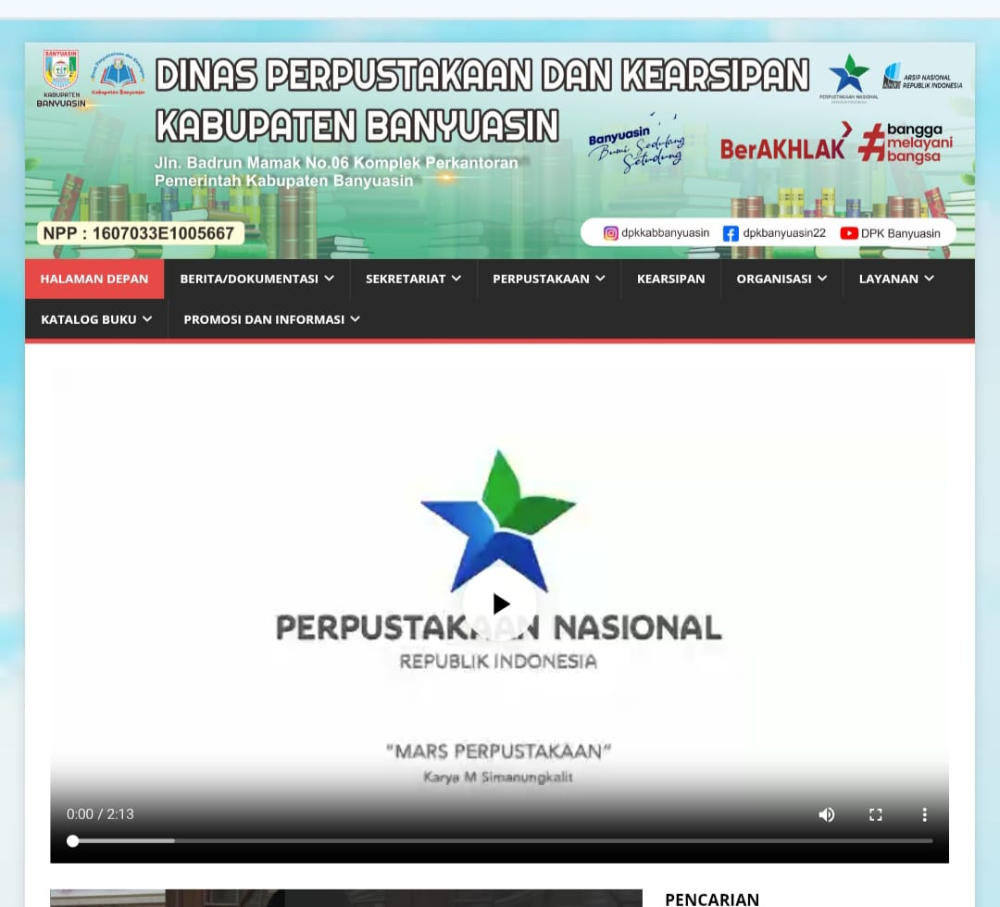 BANYUASIN
KABUPATEN
BANYUASIN
Kabupaten Banyuasin
DINAS PERPUSTAKAAN DAN KEARSIPAN
KABUPATEN BANYUASIN
Jln. Badrun Mamak No.06 Komplek Perkantoran
Pemerintah Kabupaten Banyuasin
PERPUSTAKAAN NASIONAL
REPUBLIK INDONESIA
ARSIP NASIONAL
REPUBLIK INDONESIA
Banyuasin
Bumi Sedulang
Setudung
BerAKHLAK
# bangga
melayani
bangsa
NPP : 1607033E1005667
dpkkabbanyuasin dpkbanyuasin22 DPK Banyuasin
HALAMAN DEPAN BERITA/DOKUMENTASI SEKRETARIAT PERPUSTAKAAN KEARSIPAN ORGANISASI LAYANAN
KATALOG BUKU PROMOSI DAN INFORMASI
PERPUSTAKAAN NASIONAL
REPUBLIK INDONESIA
"MARS PERPUSTAKAAN"
Karya M Simanungkalit
0:00 / 2:13
PENCARIAN